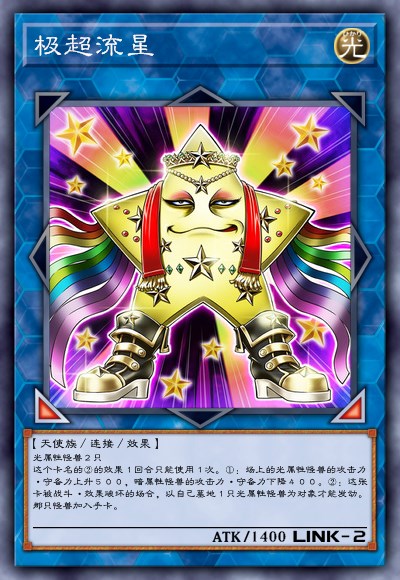 极超流星
ひかり
光
【天使族／连接／效果】
光属性怪兽２只
这个卡名的②的效果１回合只能使用１次。①：场上的光属性怪兽的攻击力
・守备力上升５００，暗属性怪兽的攻击力・守备力下降４００。②：这张
卡被战斗・效果破坏的场合，以自己墓地１只光属性怪兽为对象才能发动。
那只怪兽加入手卡。
ATK/1400 LINK-2